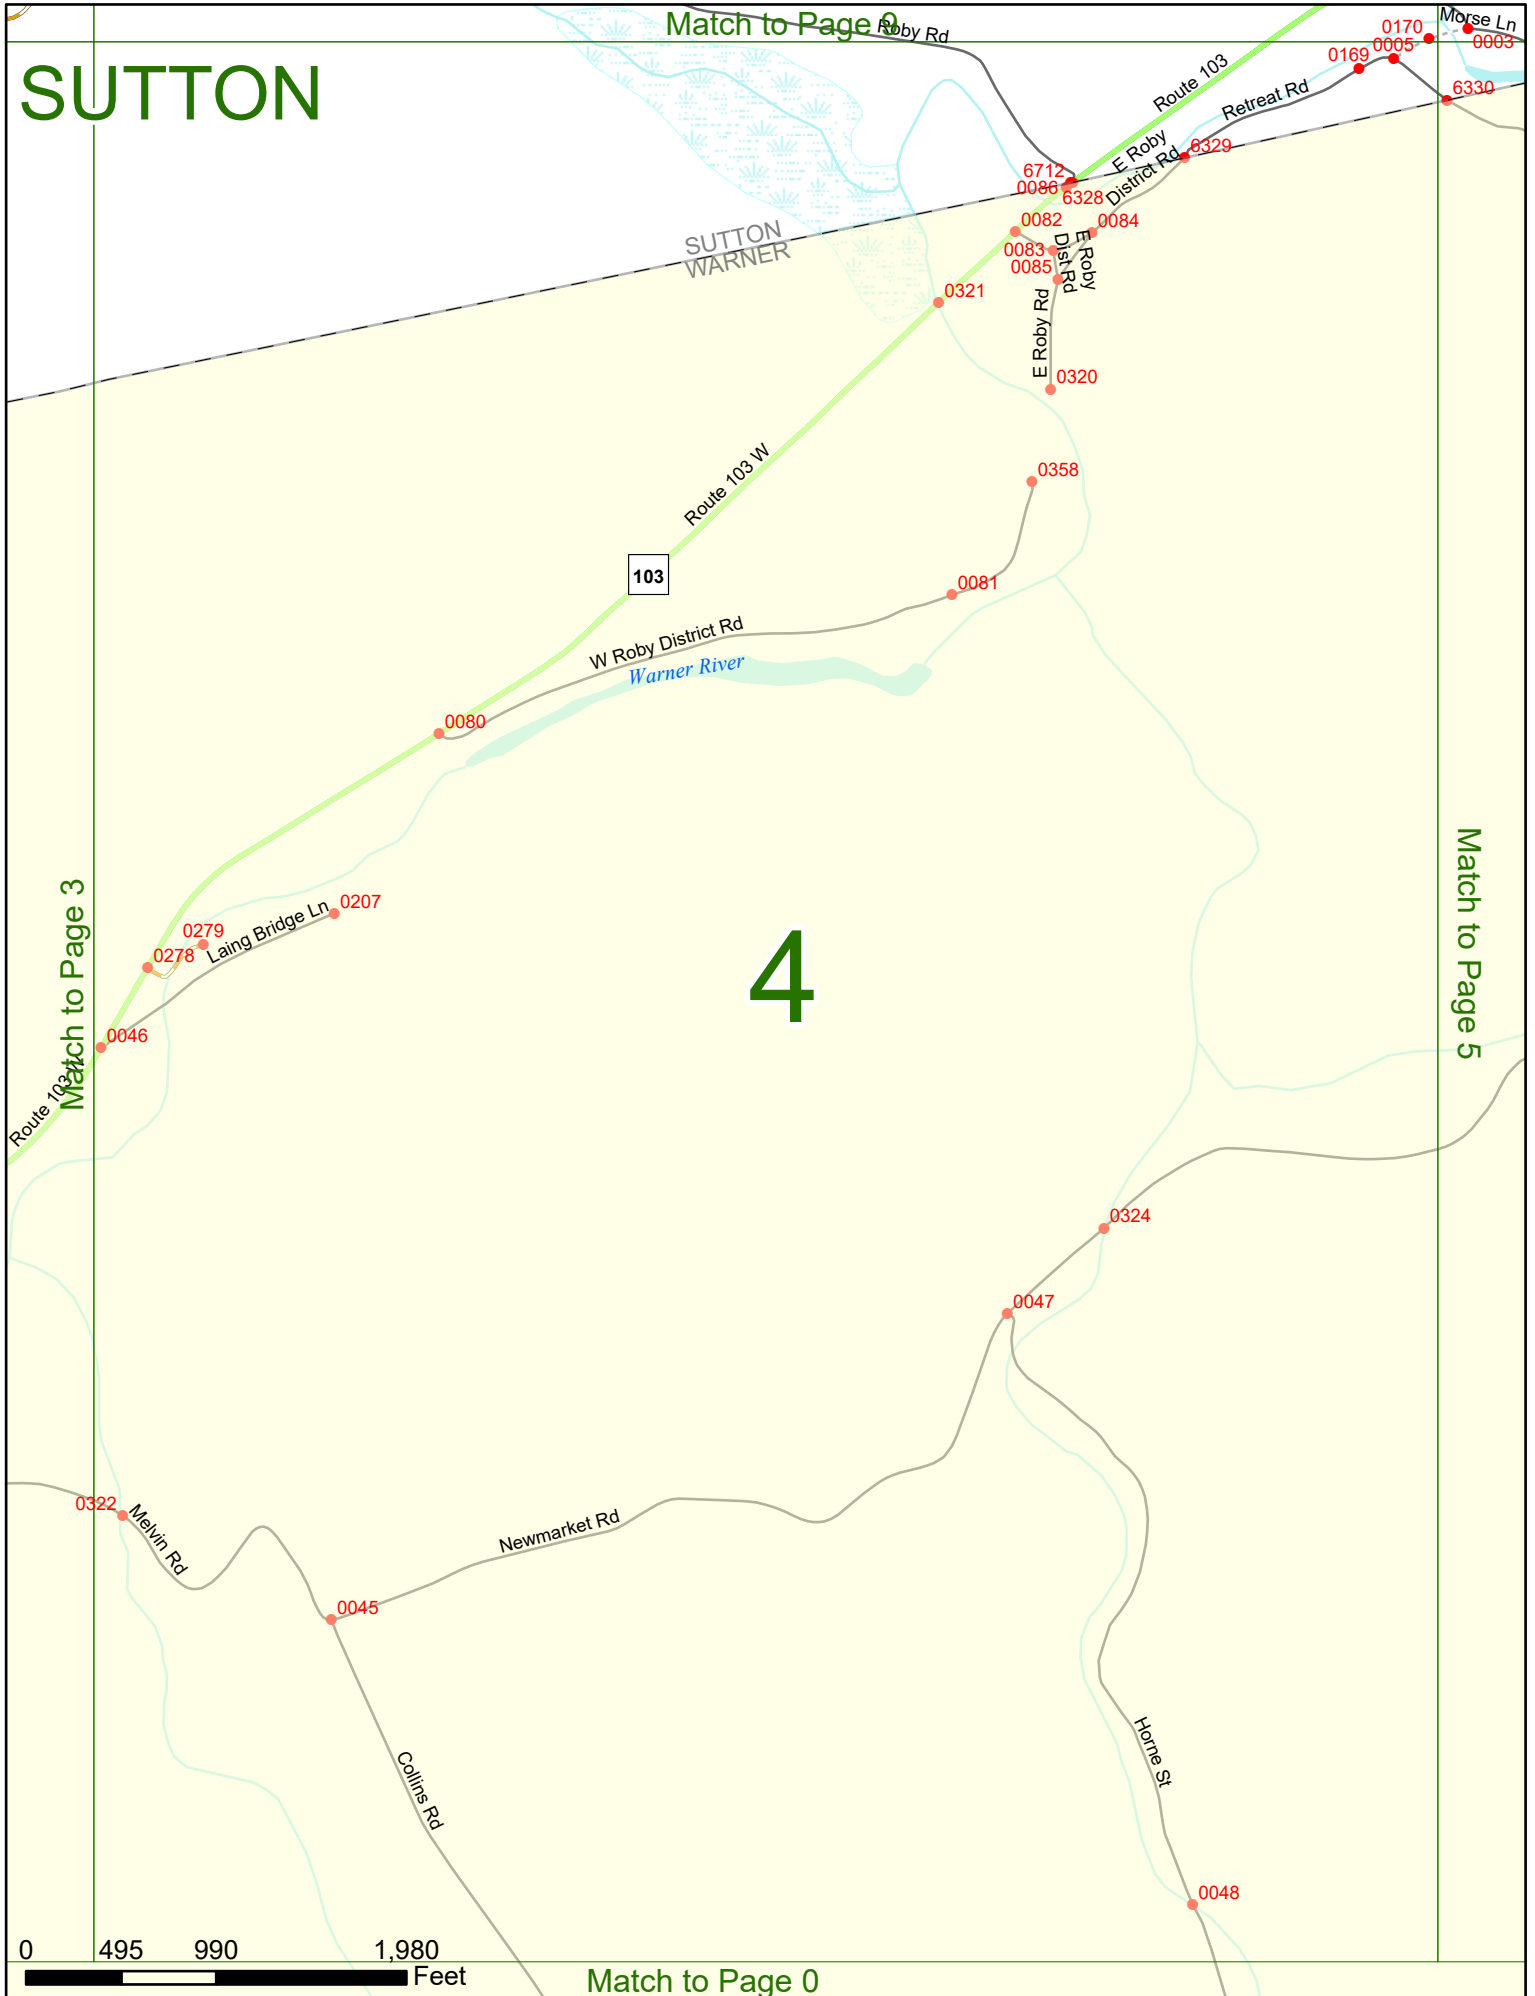 Match to Page 9
SUTTON
Roby Rd
Route 103
Morse Ln
0170
0003
0005
0169
Retreat Rd
6330
E Roby
District Rd
6329
6712
0086
6328
0082
0084
0083
0085
E Roby
Dist Rd
SUTTON
WARNER
0321
E Roby Rd
0320
Route 103 W
0358
103
0081
W Roby District Rd
Warner River
0080
Match to Page 3
Match to Page 5
0207
0279
Laing Bridge Ln
0278
4
0046
Route 103 W
0324
0047
0322
Melvin Rd
Newmarket Rd
0045
Collins Rd
Horne St
0048
0 495 990 1,980
Feet
Match to Page 0